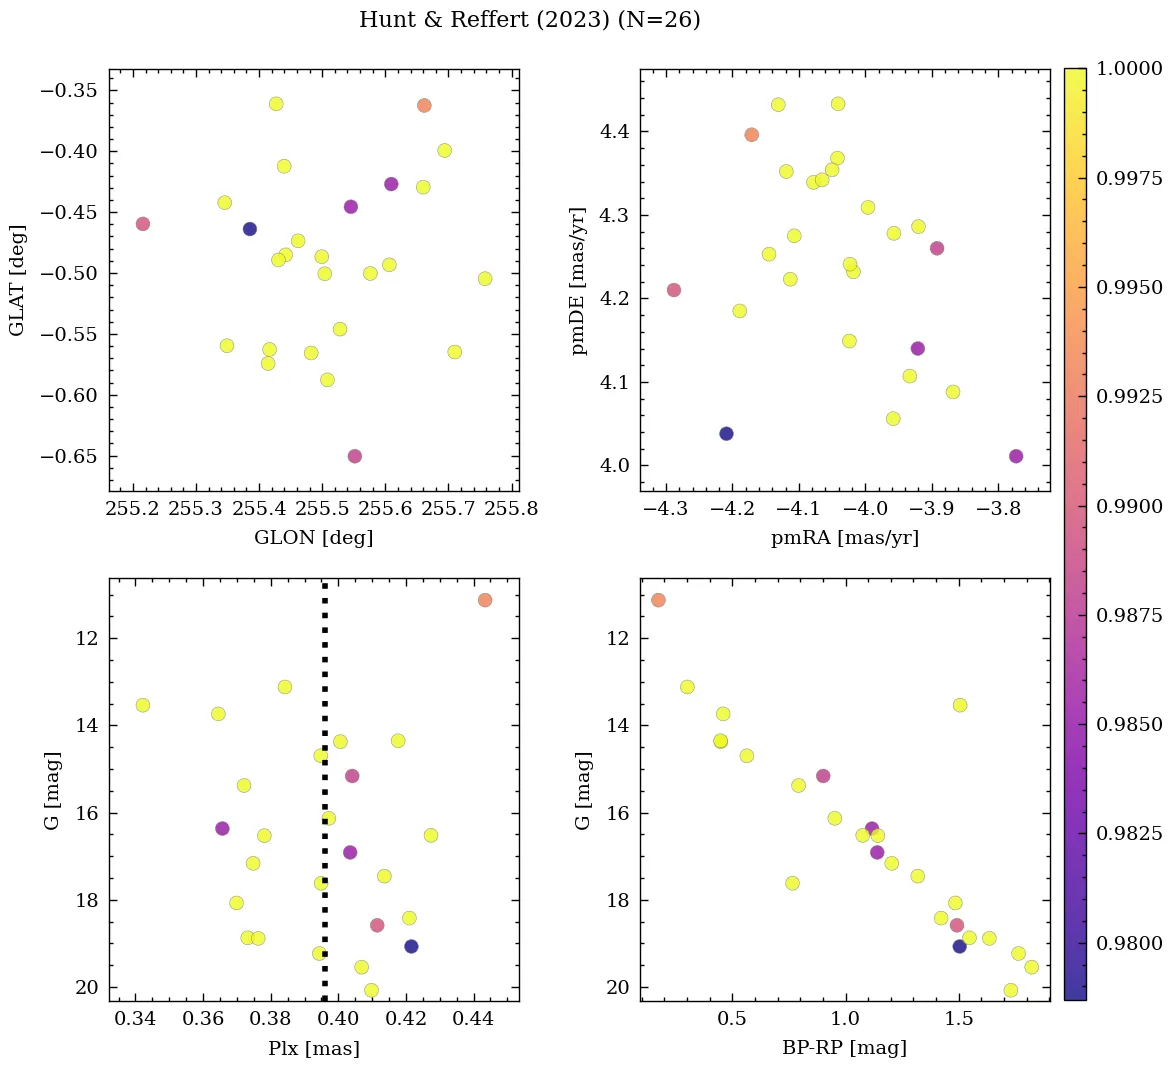 Hunt & Reffert (2023) (N=26)
−0.35
−0.40
−0.45
−0.50
−0.55
−0.60
−0.65
GLAT [deg]
255.2 255.3 255.4 255.5 255.6 255.7 255.8
GLON [deg]
4.4
4.3
4.2
4.1
4.0
pmDE [mas/yr]
−4.3 −4.2 −4.1 −4.0 −3.9 −3.8
pmRA [mas/yr]
12
14
16
18
20
G [mag]
0.34 0.36 0.38 0.40 0.42 0.44
Plx [mas]
12
14
16
18
20
G [mag]
0.5 1.0 1.5
BP-RP [mag]
1.0000
0.9975
0.9950
0.9925
0.9900
0.9875
0.9850
0.9825
0.9800